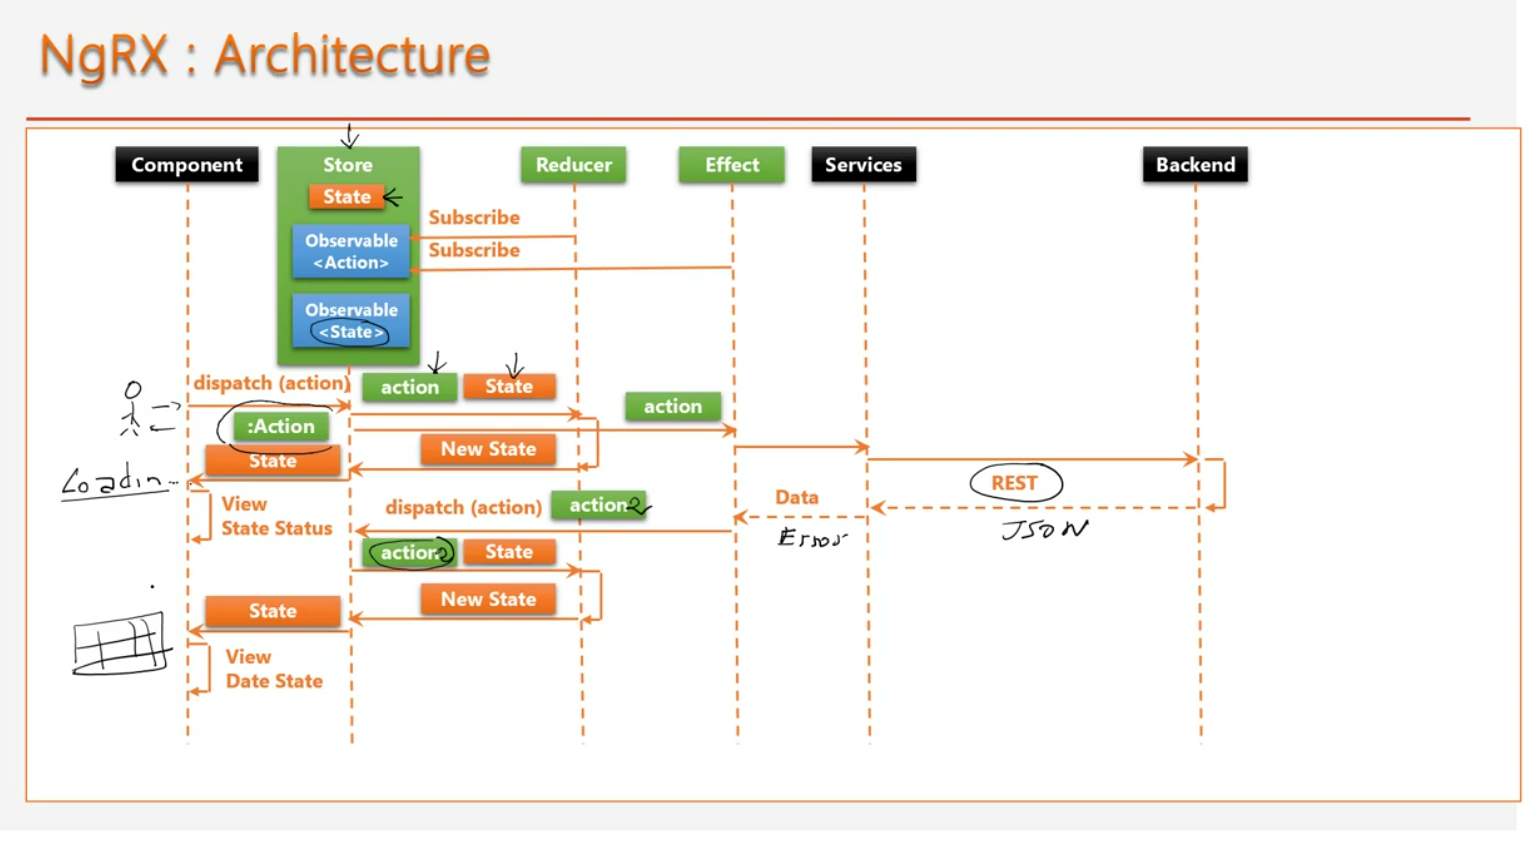 NgRX : Architecture
Component
Store
Reducer
Effect
Services
Backend
State
Subscribe
Observable
<Action>
Subscribe
Observable
<State>
dispatch (action)
action
State
action
:Action
New State
State
Loadin...
REST
View
State Status
dispatch (action)
action2
Data
Error
JSON
action2
State
New State
State
View
Date State